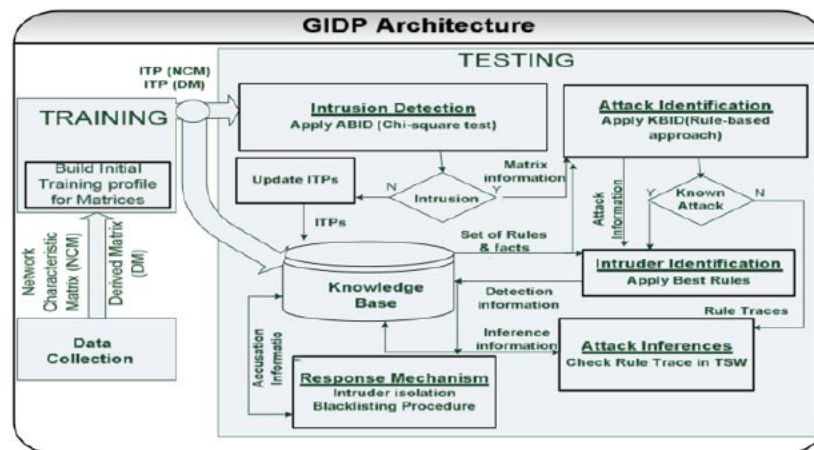 GIDP Architecture
ITP (NCM)
ITP (DM)
TRAINING
Build Initial
Training profile
for Matrices
Network
Characteristic
Matrix (NCM)
Derived Matrix
(DM)
Data
Collection
TESTING
Intrusion Detection
Apply ABID (Chi-square test)
Update ITPs
N
Intrusion
Y
Matrix
information
ITPs
Attack Identification
Apply KBID(Rule-based
approach)
Attack
Information
Y
Known
Attack
N
Set of Rules
& facts
Knowledge
Base
Intruder Identification
Apply Best Rules
Detection
information
Rule Traces
Inference
information
Attack Inferences
Check Rule Trace in TSW
Accusation
Informatio
Response Mechanism
Intruder isolation
Blacklisting Procedure